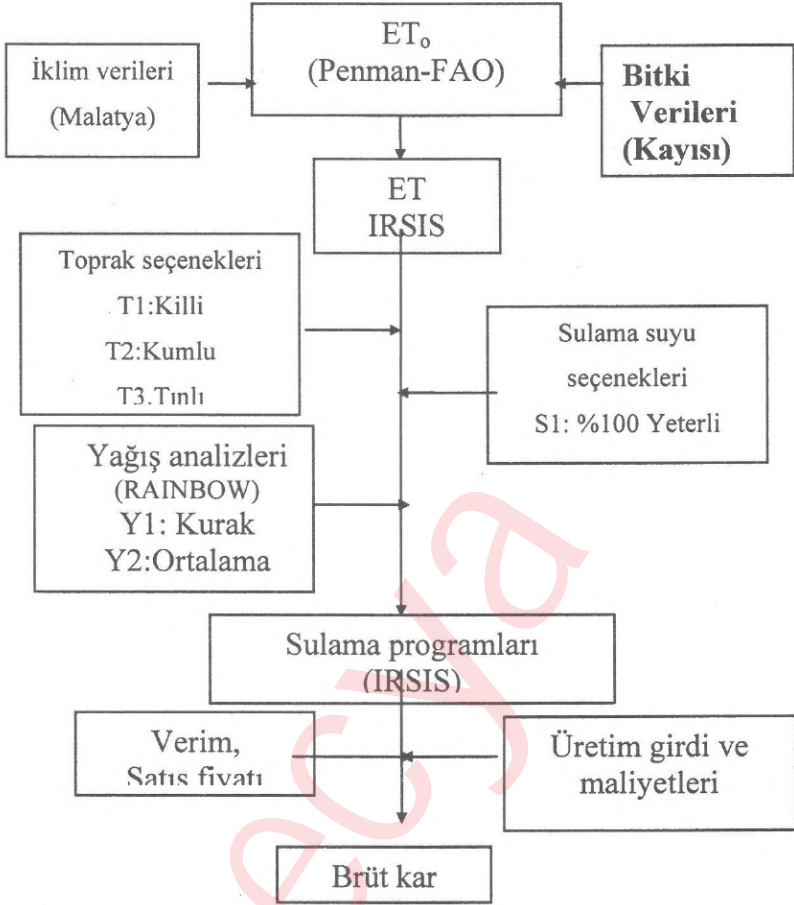 ETₒ
(Penman-FAO)
İklim verileri
(Malatya)
Bitki
Verileri
(Kayısı)
ET
IRSIS
Toprak seçenekleri
T1:Killi
T2:Kumlu
T3.Tınlı
Sulama suyu
seçenekleri
S1: %100 Yeterli
Yağış analizleri
(RAINBOW)
Y1: Kurak
Y2:Ortalama
Sulama programları
(IRSIS)
Verim,
Satış fiyatı
Üretim girdi ve
maliyetleri
Brüt kar
ecya